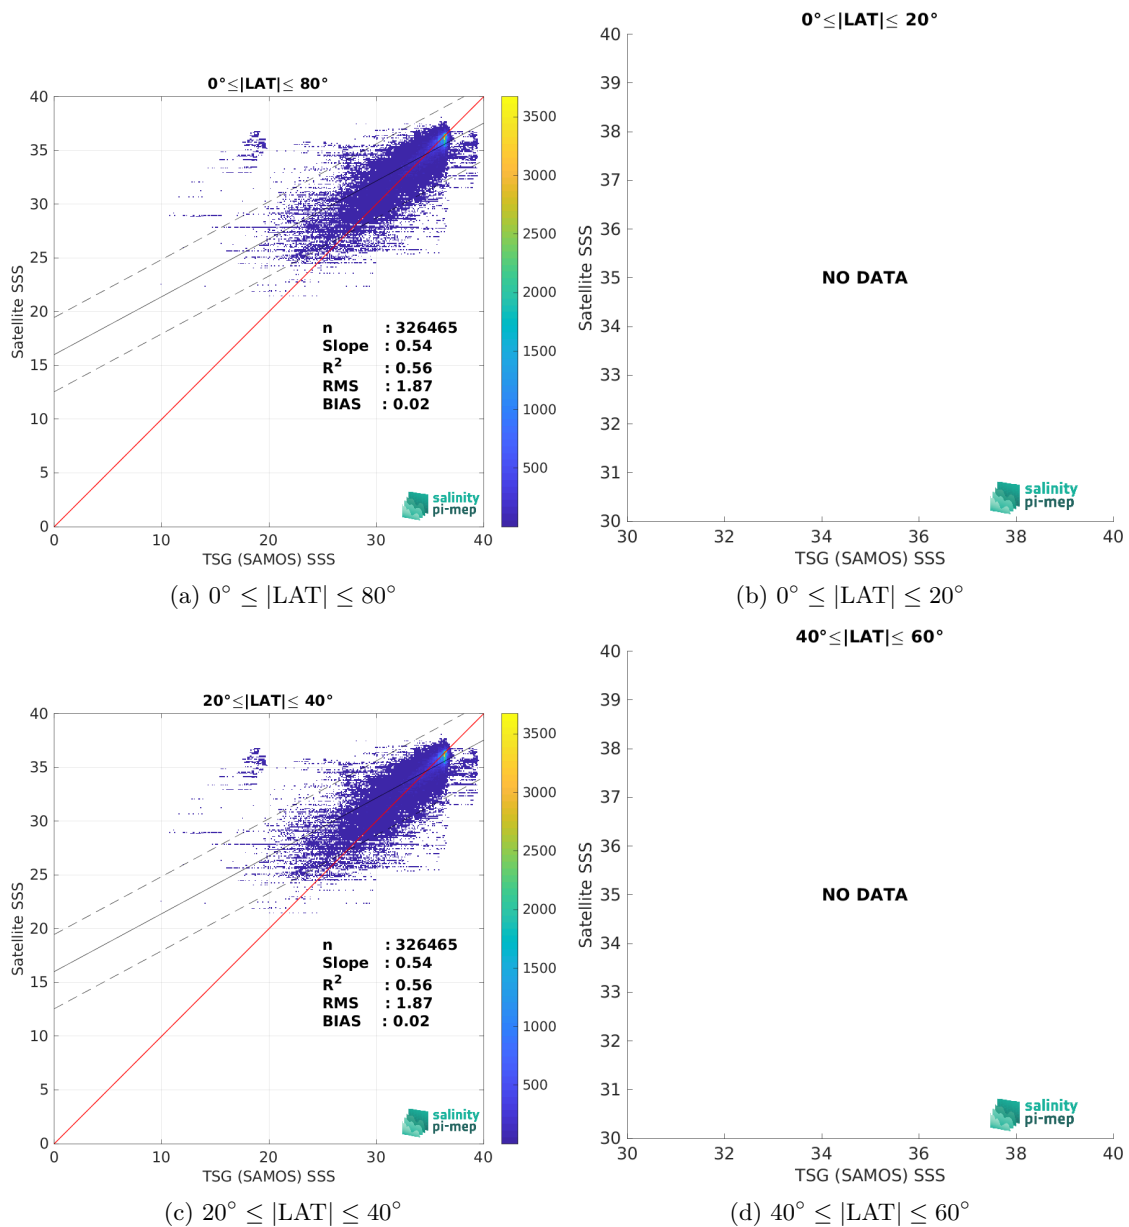 0°≤|LAT|≤ 80°
40
35
30
25
20
15
10
5
0
Satellite SSS
n : 326465
Slope : 0.54
R² : 0.56
RMS : 1.87
BIAS : 0.02
salinity
pi-mep
0 10 20 30 40
TSG (SAMOS) SSS
3500
3000
2500
2000
1500
1000
500
(a) 0° ≤ |LAT| ≤ 80°
0°≤|LAT|≤ 20°
40
39
38
37
36
35
34
33
32
31
30
Satellite SSS
NO DATA
salinity
pi-mep
30 32 34 36 38 40
TSG (SAMOS) SSS
(b) 0° ≤ |LAT| ≤ 20°
20°≤|LAT|≤ 40°
40
35
30
25
20
15
10
5
0
Satellite SSS
n : 326465
Slope : 0.54
R² : 0.56
RMS : 1.87
BIAS : 0.02
salinity
pi-mep
0 10 20 30 40
TSG (SAMOS) SSS
3500
3000
2500
2000
1500
1000
500
(c) 20° ≤ |LAT| ≤ 40°
40°≤|LAT|≤ 60°
40
39
38
37
36
35
34
33
32
31
30
Satellite SSS
NO DATA
salinity
pi-mep
30 32 34 36 38 40
TSG (SAMOS) SSS
(d) 40° ≤ |LAT| ≤ 60°